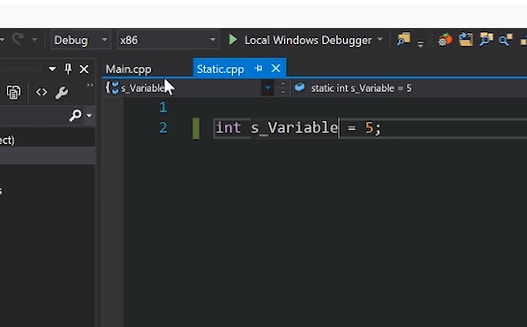 Debug x86 Local Windows Debugger
Main.cpp Static.cpp
s_Variable static int s_Variable = 5
1
ect)
2 int s_Variable = 5;
s